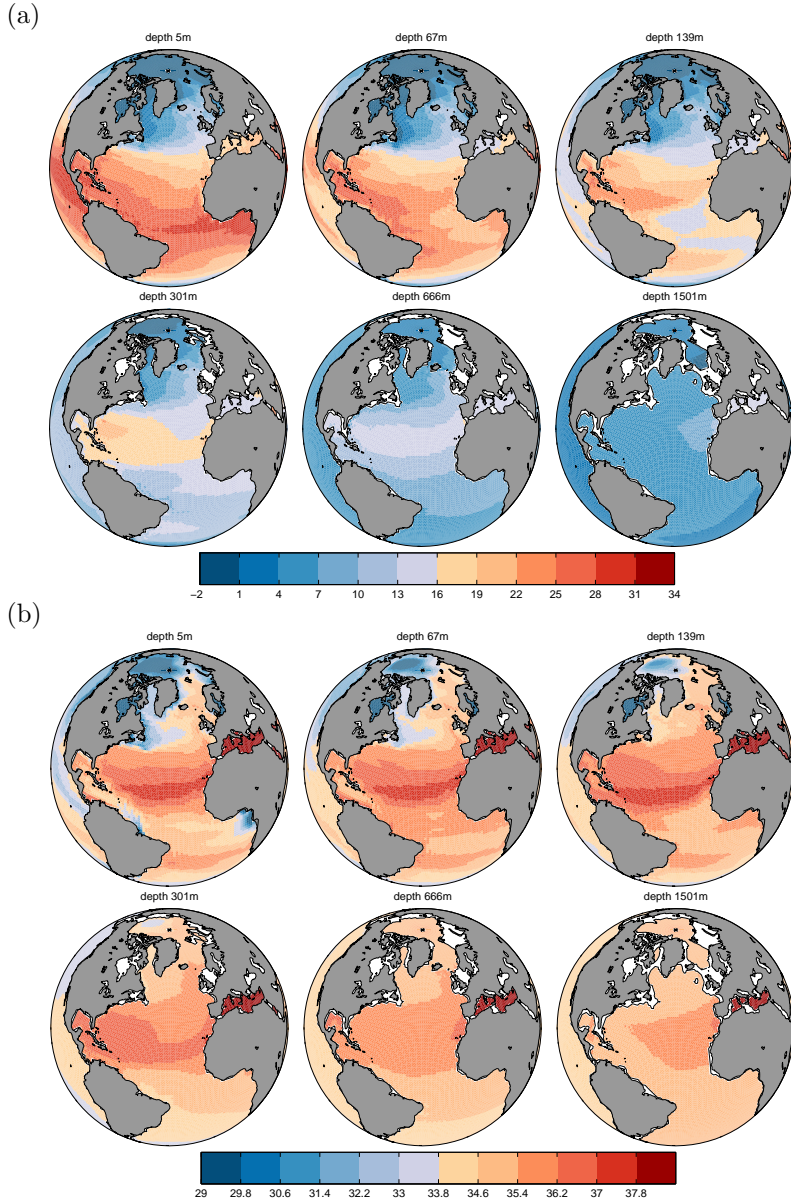 (a)
depth 5m depth 67m depth 139m
depth 301m depth 666m depth 1501m
−2 1 4 7 10 13 16 19 22 25 28 31 34
(b)
depth 5m depth 67m depth 139m
depth 301m depth 666m depth 1501m
29 29.8 30.6 31.4 32.2 33 33.8 34.6 35.4 36.2 37 37.8